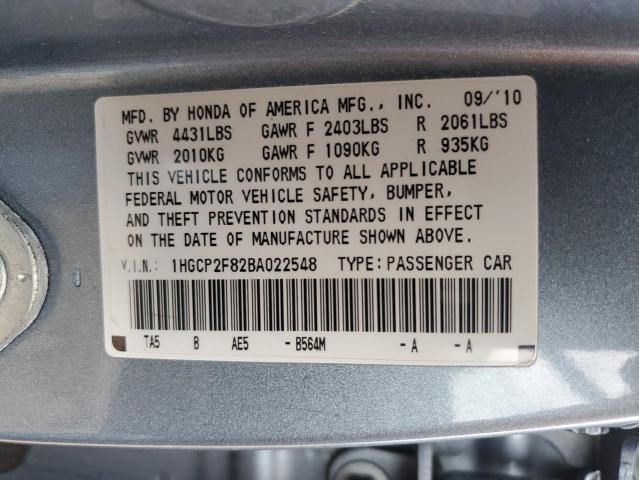 MFD. BY HONDA OF AMERICA MFG., INC. 09/'10
GVWR 4431LBS GAWR F 2403LBS R 2061LBS
GVWR 2010KG GAWR F 1090KG R 935KG
THIS VEHICLE CONFORMS TO ALL APPLICABLE
FEDERAL MOTOR VEHICLE SAFETY, BUMPER,
AND THEFT PREVENTION STANDARDS IN EFFECT
ON THE DATE OF MANUFACTURE SHOWN ABOVE.
V.I.N.: 1HGCP2F82BA022548 TYPE:PASSENGER CAR
TA5 B AE5 - B564M - A - A